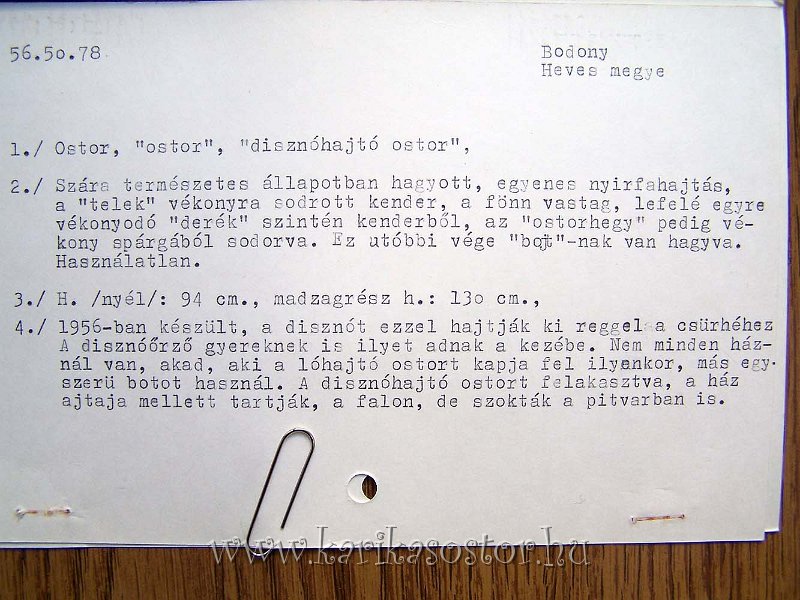 56.50.78
Bodony
Heves megye
1./ Ostor, "ostor", "disznóhajtó ostor",
2./ Szára természetes állapotban hagyott, egyenes nyirfahajtás,
a "telek" vékonyra sodrott kender, a fönn vastag, lefelé egyre
vékonyodó "derék" szintén kenderből, az "ostorhegy" pedig vé-
kony spárgából sodorva. Ez utóbbi vége "bojt"-nak van hagyva.
Használatlan.
3./ H. /nyél/: 94 cm., madzagrész h.: 130 cm.,
4./ 1956-ban készült, a disznót ezzel hajtják ki reggel a csürhéhez
A disznóőrző gyereknek is ilyet adnak a kezébe. Nem minden ház-
nál van, akad, aki a lóhajtó ostort kapja fel ilyenkor, más egy-
szerü botot használ. A disznóhajtó ostort felakasztva, a ház
ajtaja mellett tartják, a falon, de szokták a pitvarban is.
www.karikasostor.hu